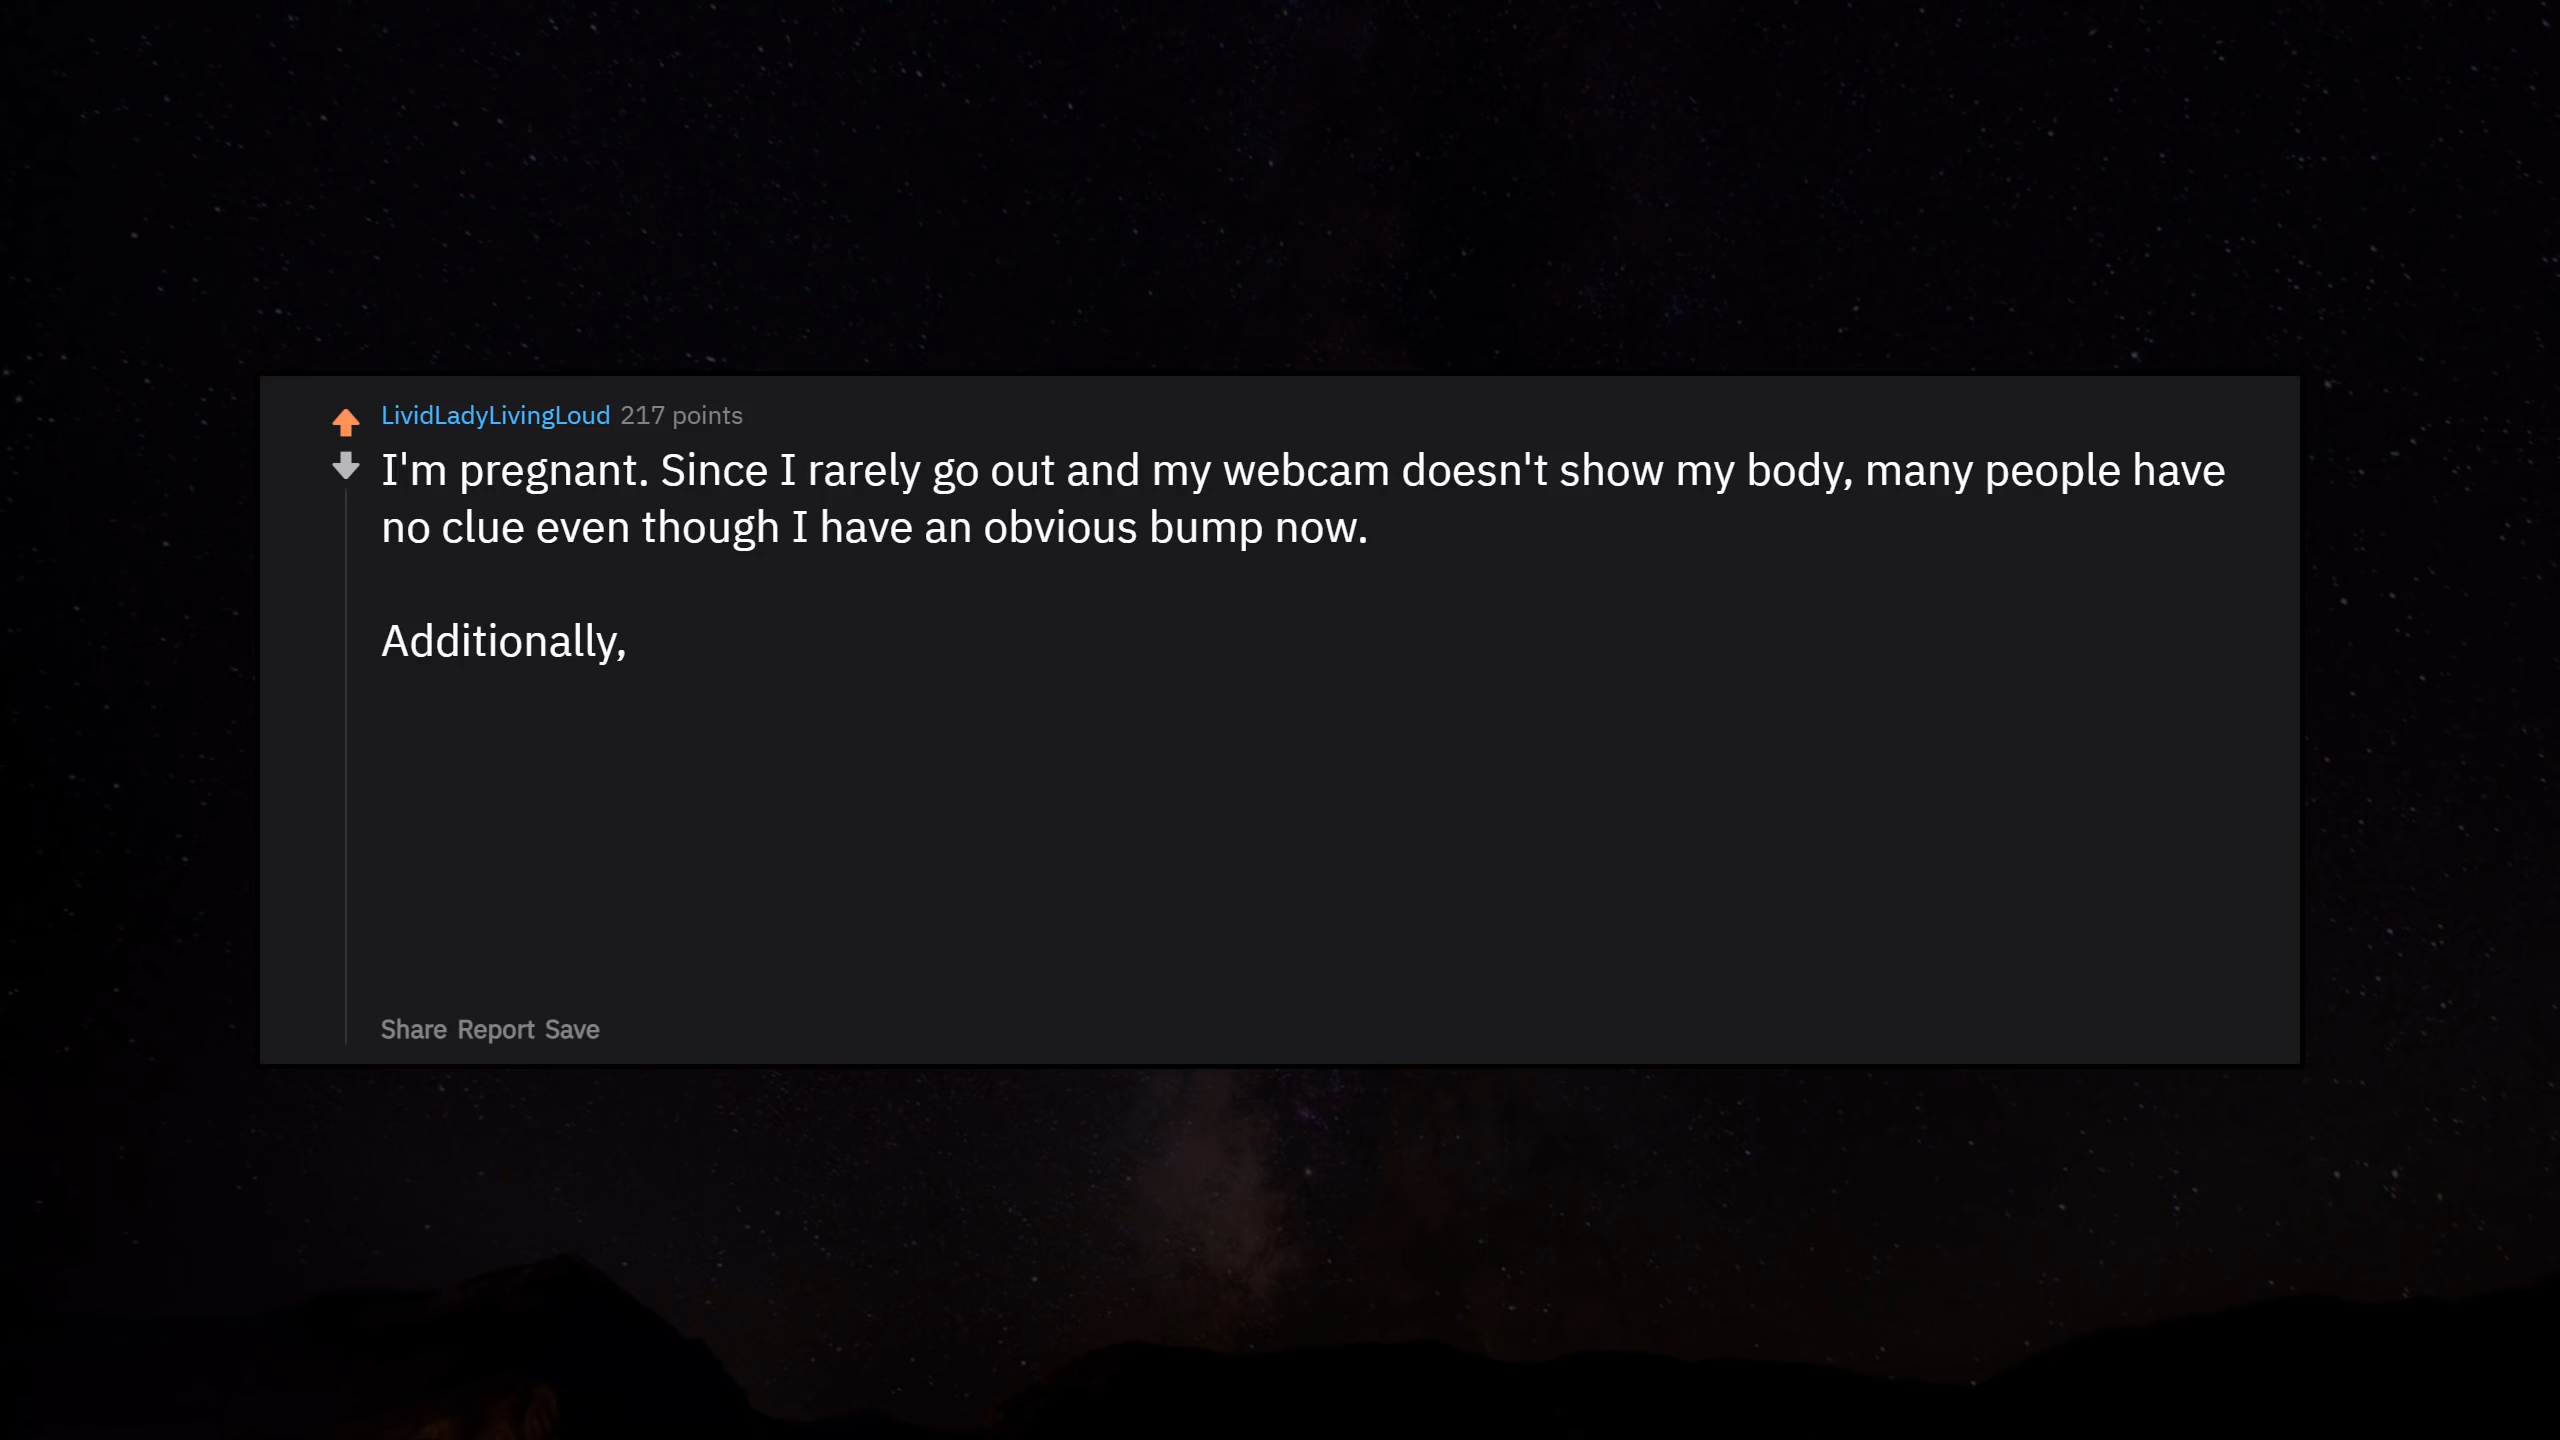 LividLadyLivingLoud 217 points
I'm pregnant. Since I rarely go out and my webcam doesn't show my body, many people have
no clue even though I have an obvious bump now.
Additionally,
Share Report Save